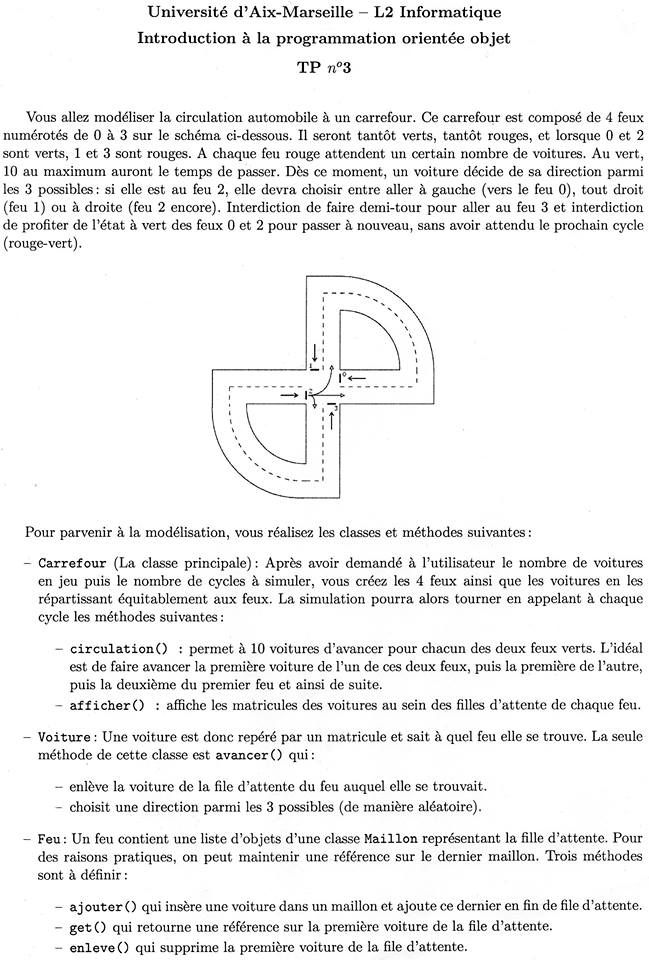 Université d'Aix-Marseille – L2 Informatique
Introduction à la programmation orientée objet
TP nº3
Vous allez modéliser la circulation automobile à un carrefour. Ce carrefour est composé de 4 feux
numérotés de 0 à 3 sur le schéma ci-dessous. Il seront tantôt verts, tantôt rouges, et lorsque 0 et 2
sont verts, 1 et 3 sont rouges. A chaque feu rouge attendent un certain nombre de voitures. Au vert,
10 au maximum auront le temps de passer. Dès ce moment, un voiture décide de sa direction parmi
les 3 possibles : si elle est au feu 2, elle devra choisir entre aller à gauche (vers le feu 0), tout droit
(feu 1) ou à droite (feu 2 encore). Interdiction de faire demi-tour pour aller au feu 3 et interdiction
de profiter de l'état à vert des feux 0 et 2 pour passer à nouveau, sans avoir attendu le prochain cycle
(rouge-vert).
1
0
2
3
Pour parvenir à la modélisation, vous réalisez les classes et méthodes suivantes :
– Carrefour (La classe principale) : Après avoir demandé à l'utilisateur le nombre de voitures
en jeu puis le nombre de cycles à simuler, vous créez les 4 feux ainsi que les voitures en les
répartissant équitablement aux feux. La simulation pourra alors tourner en appelant à chaque
cycle les méthodes suivantes :
– circulation() : permet à 10 voitures d'avancer pour chacun des deux feux verts. L'idéal
est de faire avancer la première voiture de l'un de ces deux feux, puis la première de l'autre,
puis la deuxième du premier feu et ainsi de suite.
– afficher() : affiche les matricules des voitures au sein des filles d'attente de chaque feu.
– Voiture : Une voiture est donc repéré par un matricule et sait à quel feu elle se trouve. La seule
méthode de cette classe est avancer() qui :
– enlève la voiture de la file d'attente du feu auquel elle se trouvait.
– choisit une direction parmi les 3 possibles (de manière aléatoire).
– Feu : Un feu contient une liste d'objets d'une classe Maillon représentant la fille d'attente. Pour
des raisons pratiques, on peut maintenir une référence sur le dernier maillon. Trois méthodes
sont à définir :
– ajouter() qui insère une voiture dans un maillon et ajoute ce dernier en fin de file d'attente.
– get() qui retourne une référence sur la première voiture de la file d'attente.
– enleve() qui supprime la première voiture de la file d'attente.